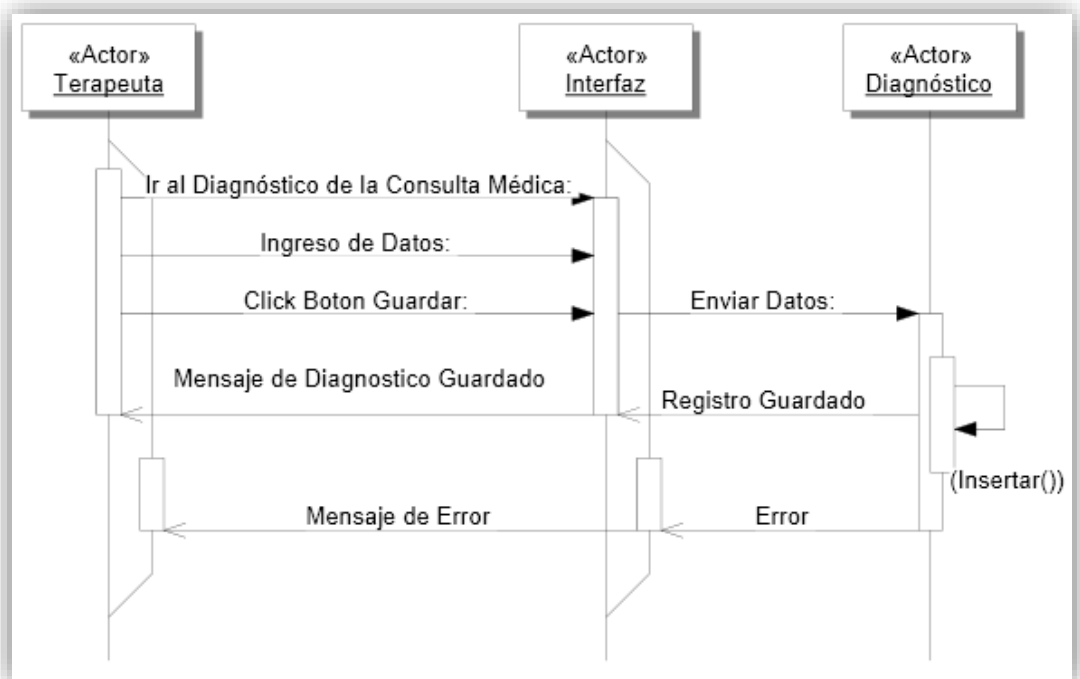 «Actor»
Terapeuta
«Actor»
Interfaz
«Actor»
Diagnóstico
Ir al Diagnóstico de la Consulta Médica:
Ingreso de Datos:
Click Boton Guardar:
Enviar Datos:
Mensaje de Diagnostico Guardado
Registro Guardado
(Insertar())
Mensaje de Error
Error